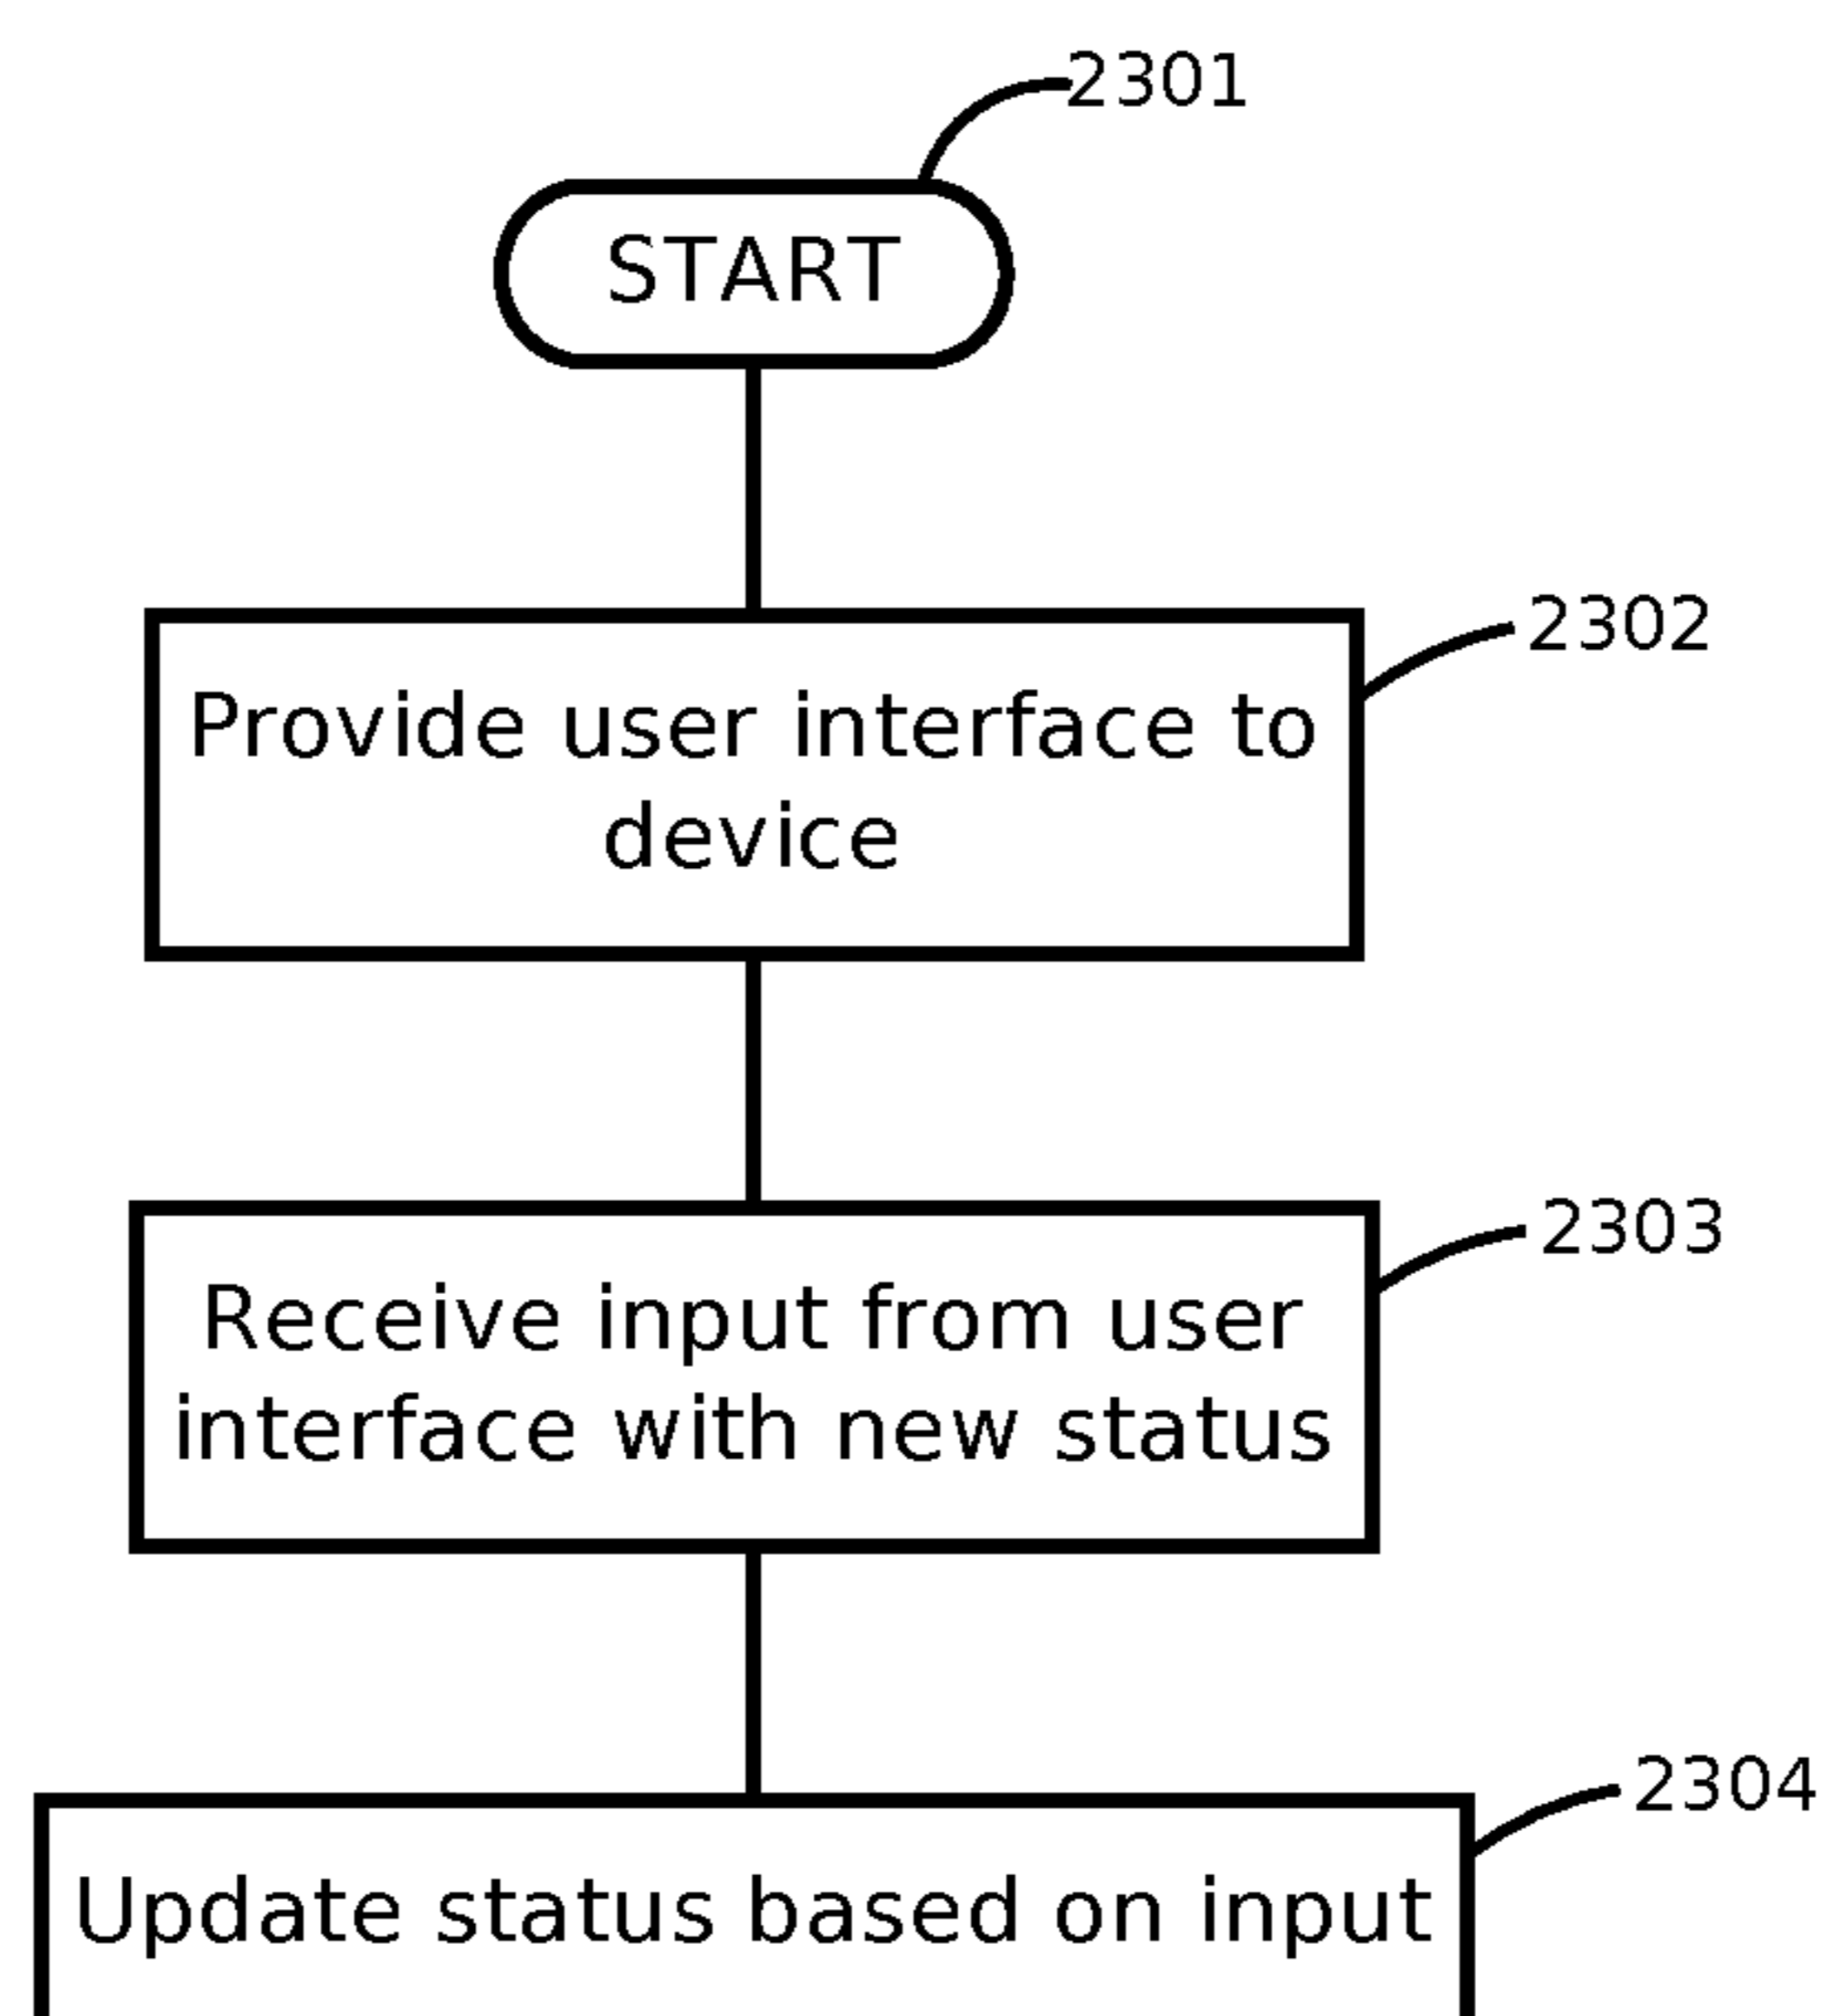 2301
START
2302
Provide user interface to
device
2303
Receive input from user
interface with new status
2304
Update status based on input